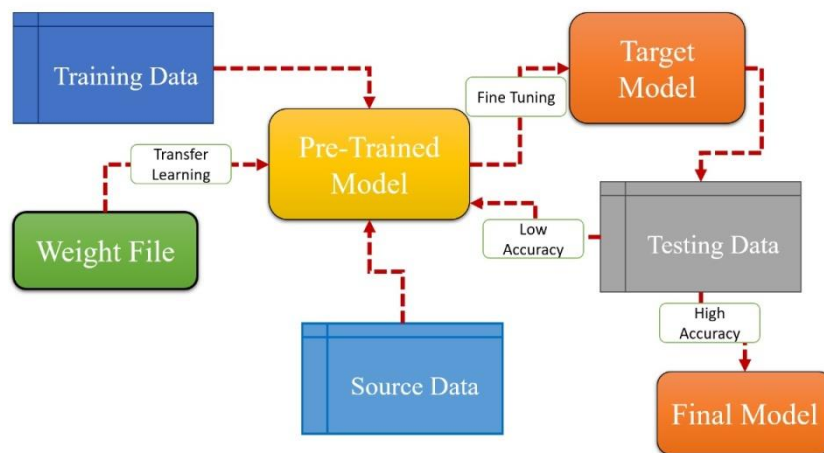 Training Data
Target
Model
Fine Tuning
Pre-Trained
Model
Transfer
Learning
Weight File
Low
Accuracy
Testing Data
High
Accuracy
Source Data
Final Model